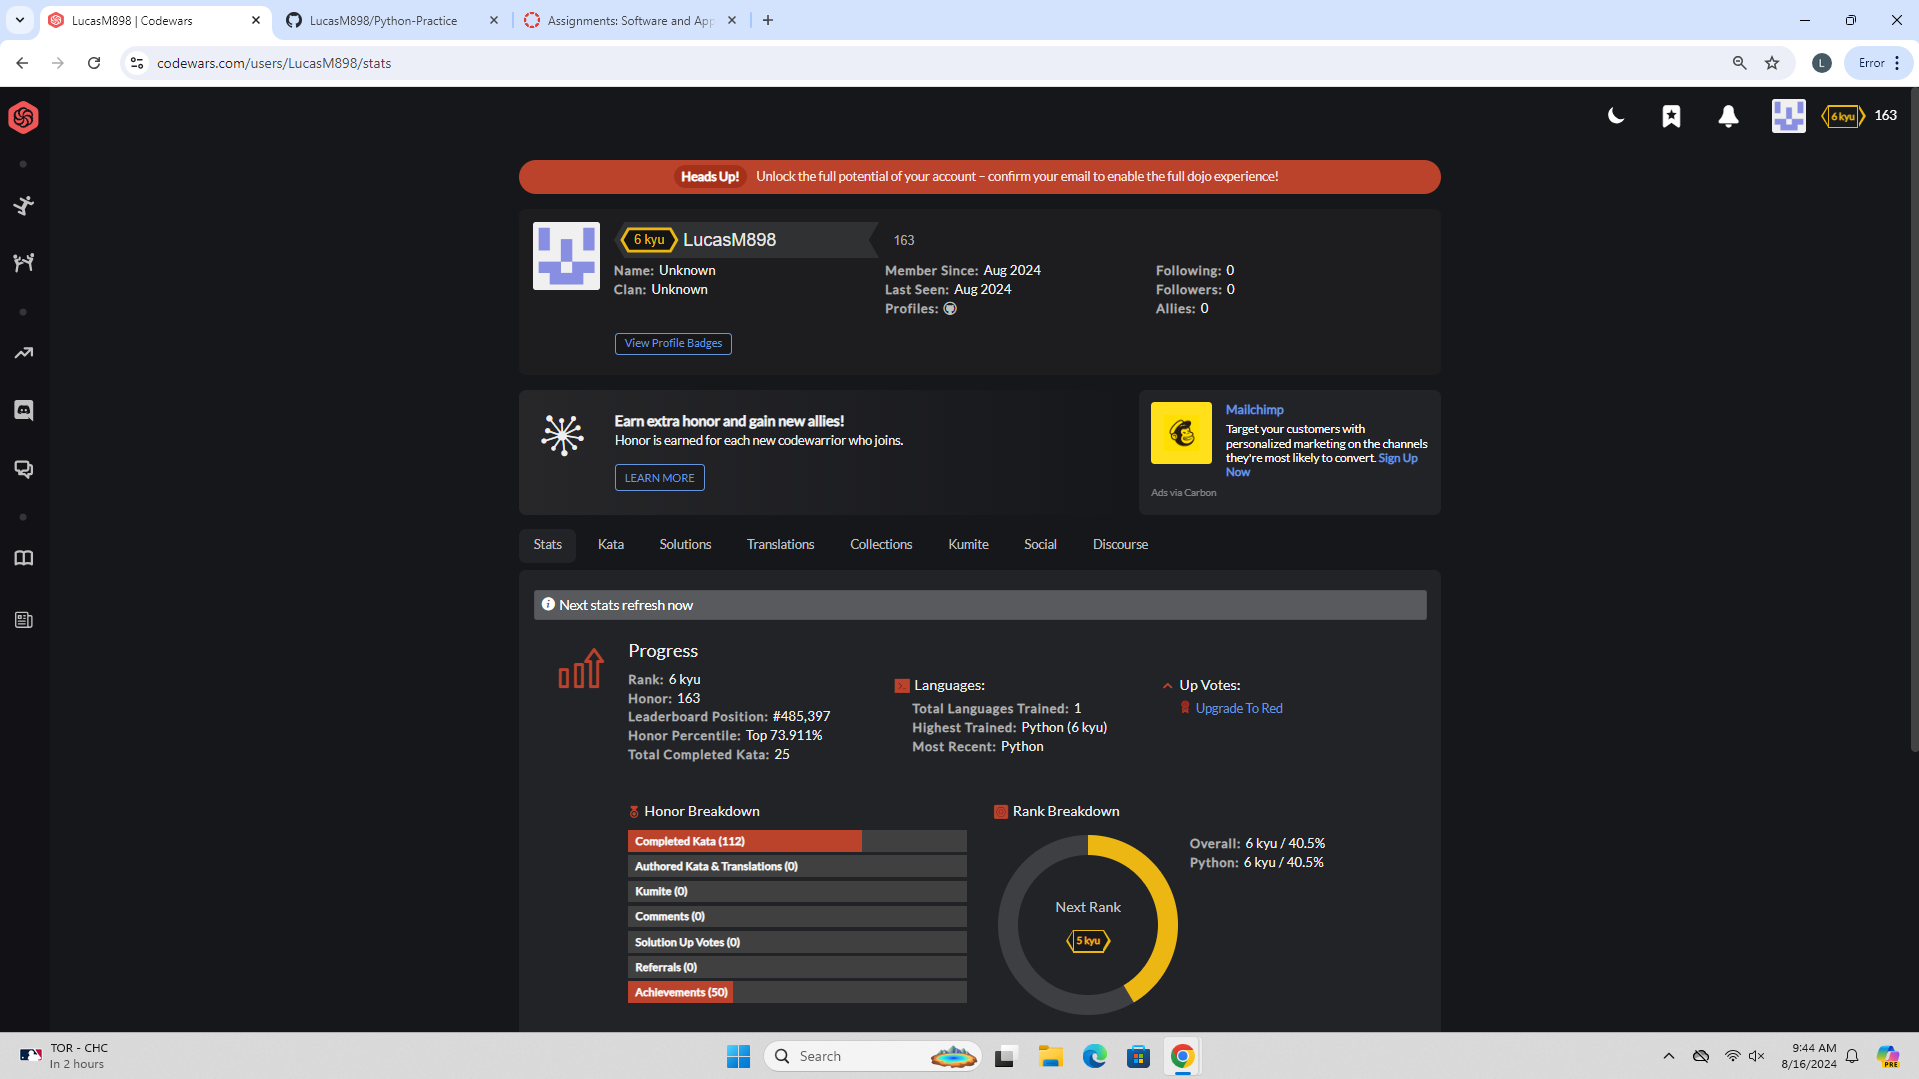 LucasM898 | Codewars
LucasM898/Python-Practice
Assignments: Software and App
codewars.com/users/LucasM898/stats
L
Error
6 kyu
163
Heads Up!
Unlock the full potential of your account – confirm your email to enable the full dojo experience!
6 kyu
LucasM898
163
Name: Unknown
Clan: Unknown
Member Since: Aug 2024
Last Seen: Aug 2024
Profiles:
Following: 0
Followers: 0
Allies: 0
View Profile Badges
Earn extra honor and gain new allies!
Honor is earned for each new codewarrior who joins.
LEARN MORE
Mailchimp
Target your customers with
personalized marketing on the channels
they're most likely to convert. Sign Up
Now
Ads via Carbon
Stats
Kata
Solutions
Translations
Collections
Kumite
Social
Discourse
Next stats refresh now
Progress
Rank: 6 kyu
Honor: 163
Leaderboard Position: #485,397
Honor Percentile: Top 73.911%
Total Completed Kata: 25
Languages:
Total Languages Trained: 1
Highest Trained: Python (6 kyu)
Most Recent: Python
Up Votes:
Upgrade To Red
Honor Breakdown
Completed Kata (112)
Authored Kata & Translations (0)
Kumite (0)
Comments (0)
Solution Up Votes (0)
Referrals (0)
Achievements (50)
Rank Breakdown
Next Rank
5 kyu
Overall: 6 kyu / 40.5%
Python: 6 kyu / 40.5%
TOR - CHC
In 2 hours
Search
9:44 AM
8/16/2024
PRE